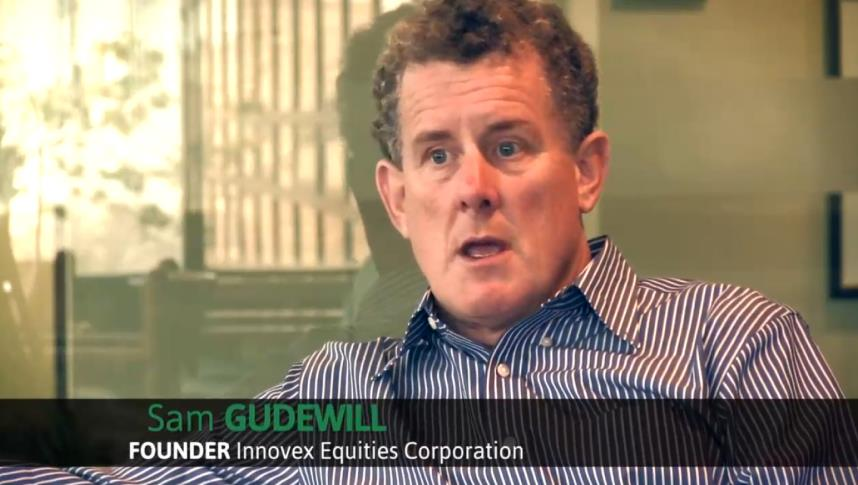 Sam GUDEWILL
FOUNDER Innovex Equities Corporation